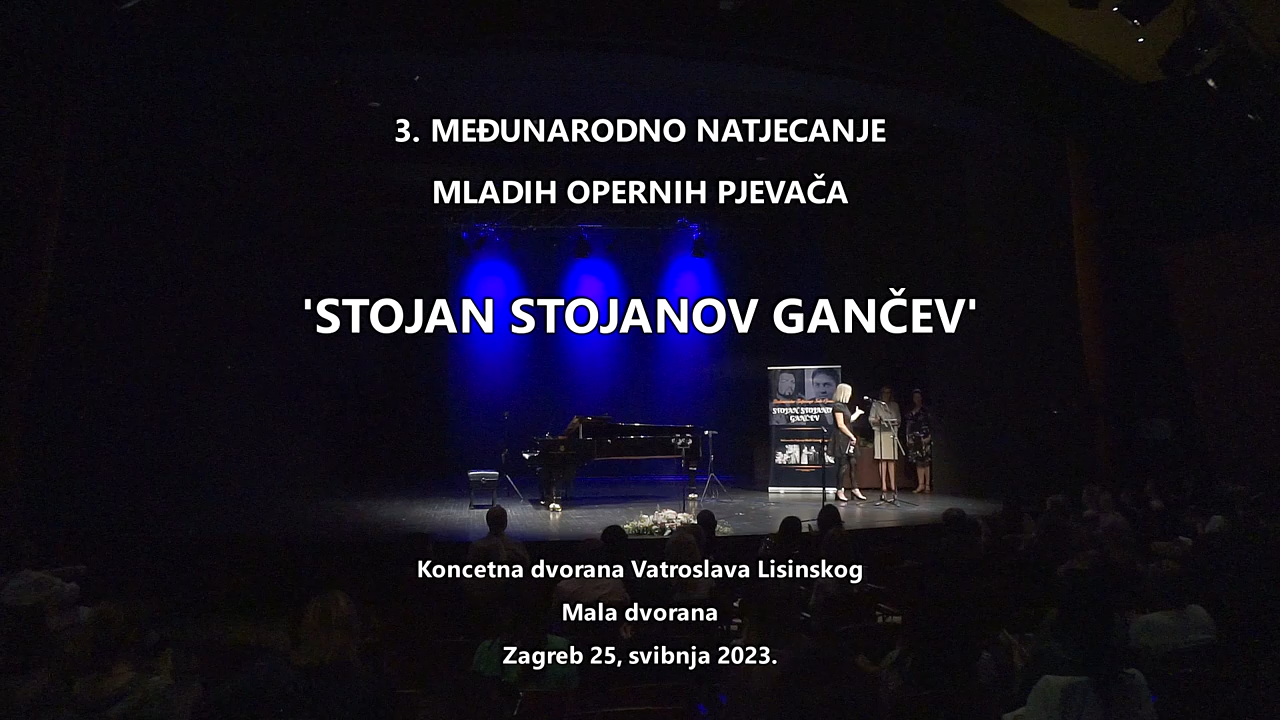 3. MEĐUNARODNO NATJECANJE
MLADIH OPERNIH PJEVAČA
'STOJAN STOJANOV GANČEV'
STOJAN STOJANOV
GANČEV
Koncetna dvorana Vatroslava Lisinskog
Mala dvorana
Zagreb 25, svibnja 2023.